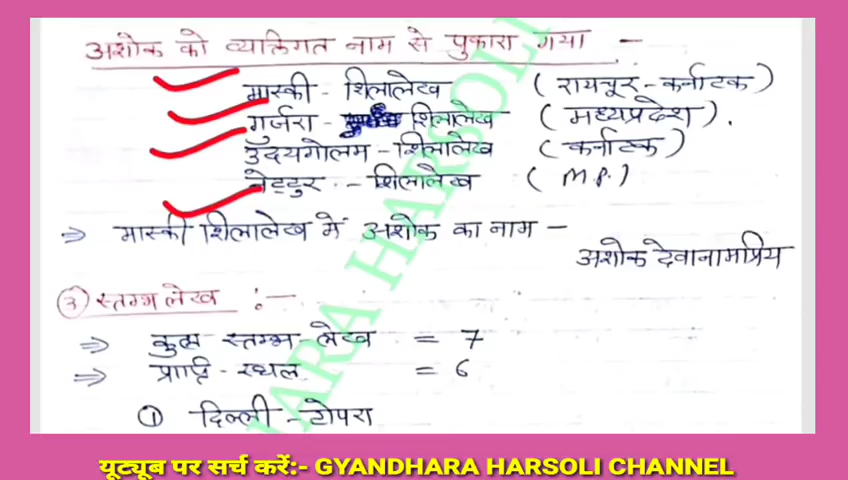 अशोक को व्यक्तिगत नाम से पुकारा गया —
मास्की - शिलालेख (रायचूर - कर्नाटक)
गुर्जरा - शिलालेख (मध्यप्रदेश).
उदयगोलम - शिलालेख (कर्नाटक)
नेट्टुर - शिलालेख (M.P.)
⇒ मास्की शिलालेख में अशोक का नाम —
अशोक देवानामप्रिय
③ स्तम्भ लेख :—
⇒ कुल स्तम्भ - लेख = 7
⇒ प्राप्ति - स्थल = 6
① दिल्ली - टोपरा
यूट्यूब पर सर्च करें:- GYANDHARA HARSOLI CHANNEL